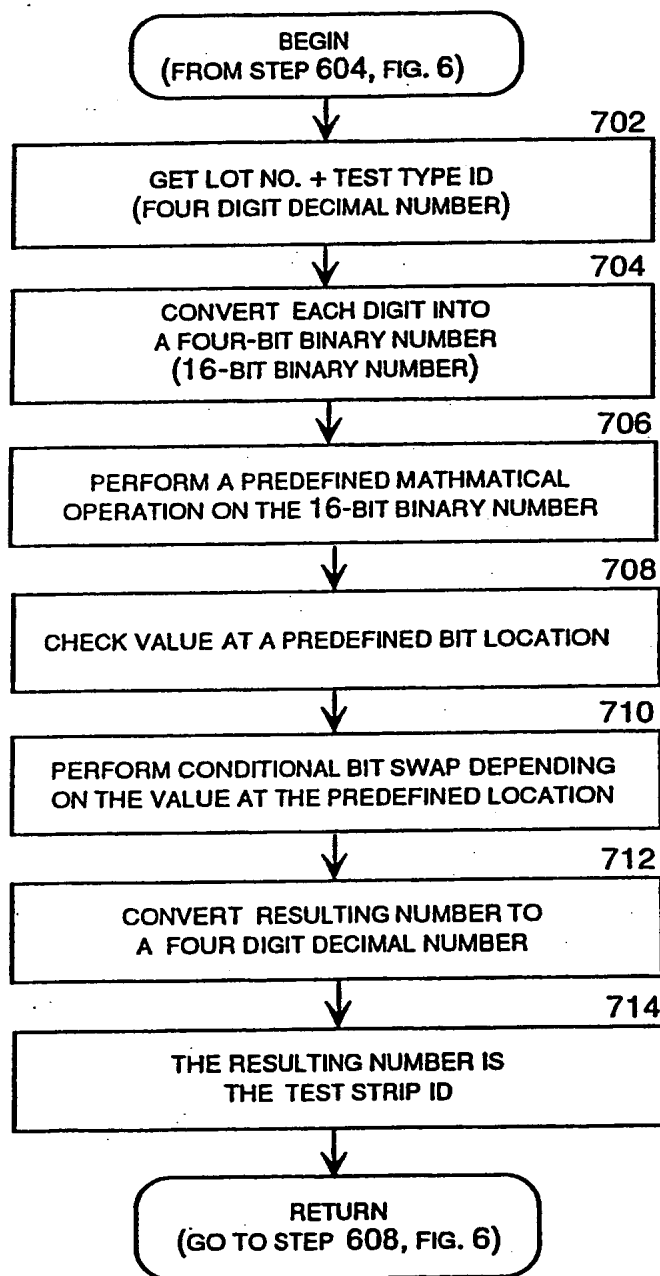 BEGIN
(FROM STEP 604, FIG. 6)
702
GET LOT NO. + TEST TYPE ID
(FOUR DIGIT DECIMAL NUMBER)
704
CONVERT EACH DIGIT INTO
A FOUR-BIT BINARY NUMBER
(16-BIT BINARY NUMBER)
706
PERFORM A PREDEFINED MATHMATICAL
OPERATION ON THE 16-BIT BINARY NUMBER
708
CHECK VALUE AT A PREDEFINED BIT LOCATION
710
PERFORM CONDITIONAL BIT SWAP DEPENDING
ON THE VALUE AT THE PREDEFINED LOCATION
712
CONVERT RESULTING NUMBER TO
A FOUR DIGIT DECIMAL NUMBER
714
THE RESULTING NUMBER IS
THE TEST STRIP ID
RETURN
(GO TO STEP 608, FIG. 6)